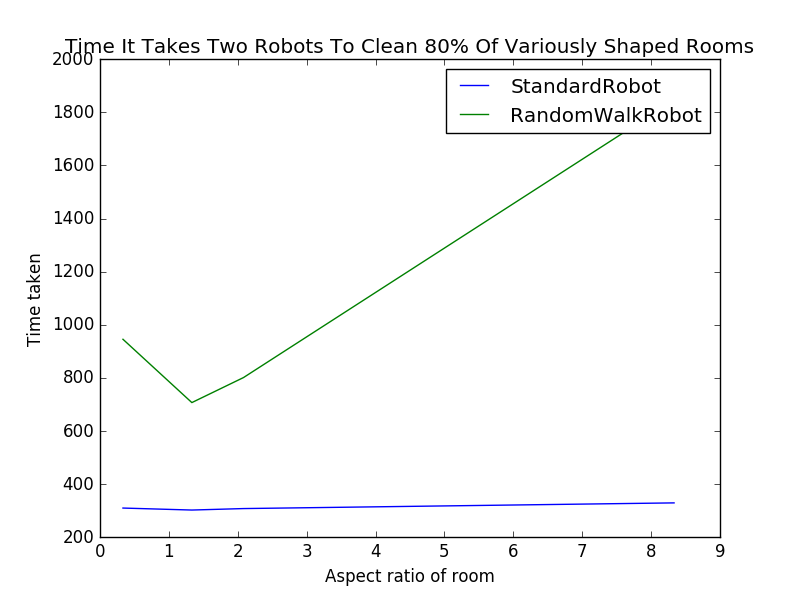 Time It Takes Two Robots To Clean 80% Of Variously Shaped Rooms
StandardRobot
RandomWalkRobot
2000
1800
1600
1400
1200
1000
800
600
400
200
Time taken
0 1 2 3 4 5 6 7 8 9
Aspect ratio of room